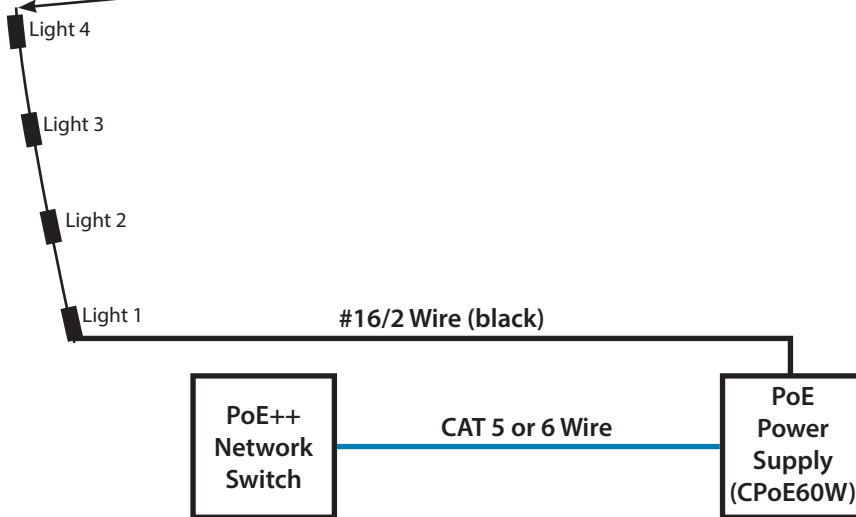 Light 4
Light 3
Light 2
Light 1
#16/2 Wire (black)
PoE++
Network
Switch
CAT 5 or 6 Wire
PoE
Power
Supply
(CPoE60W)